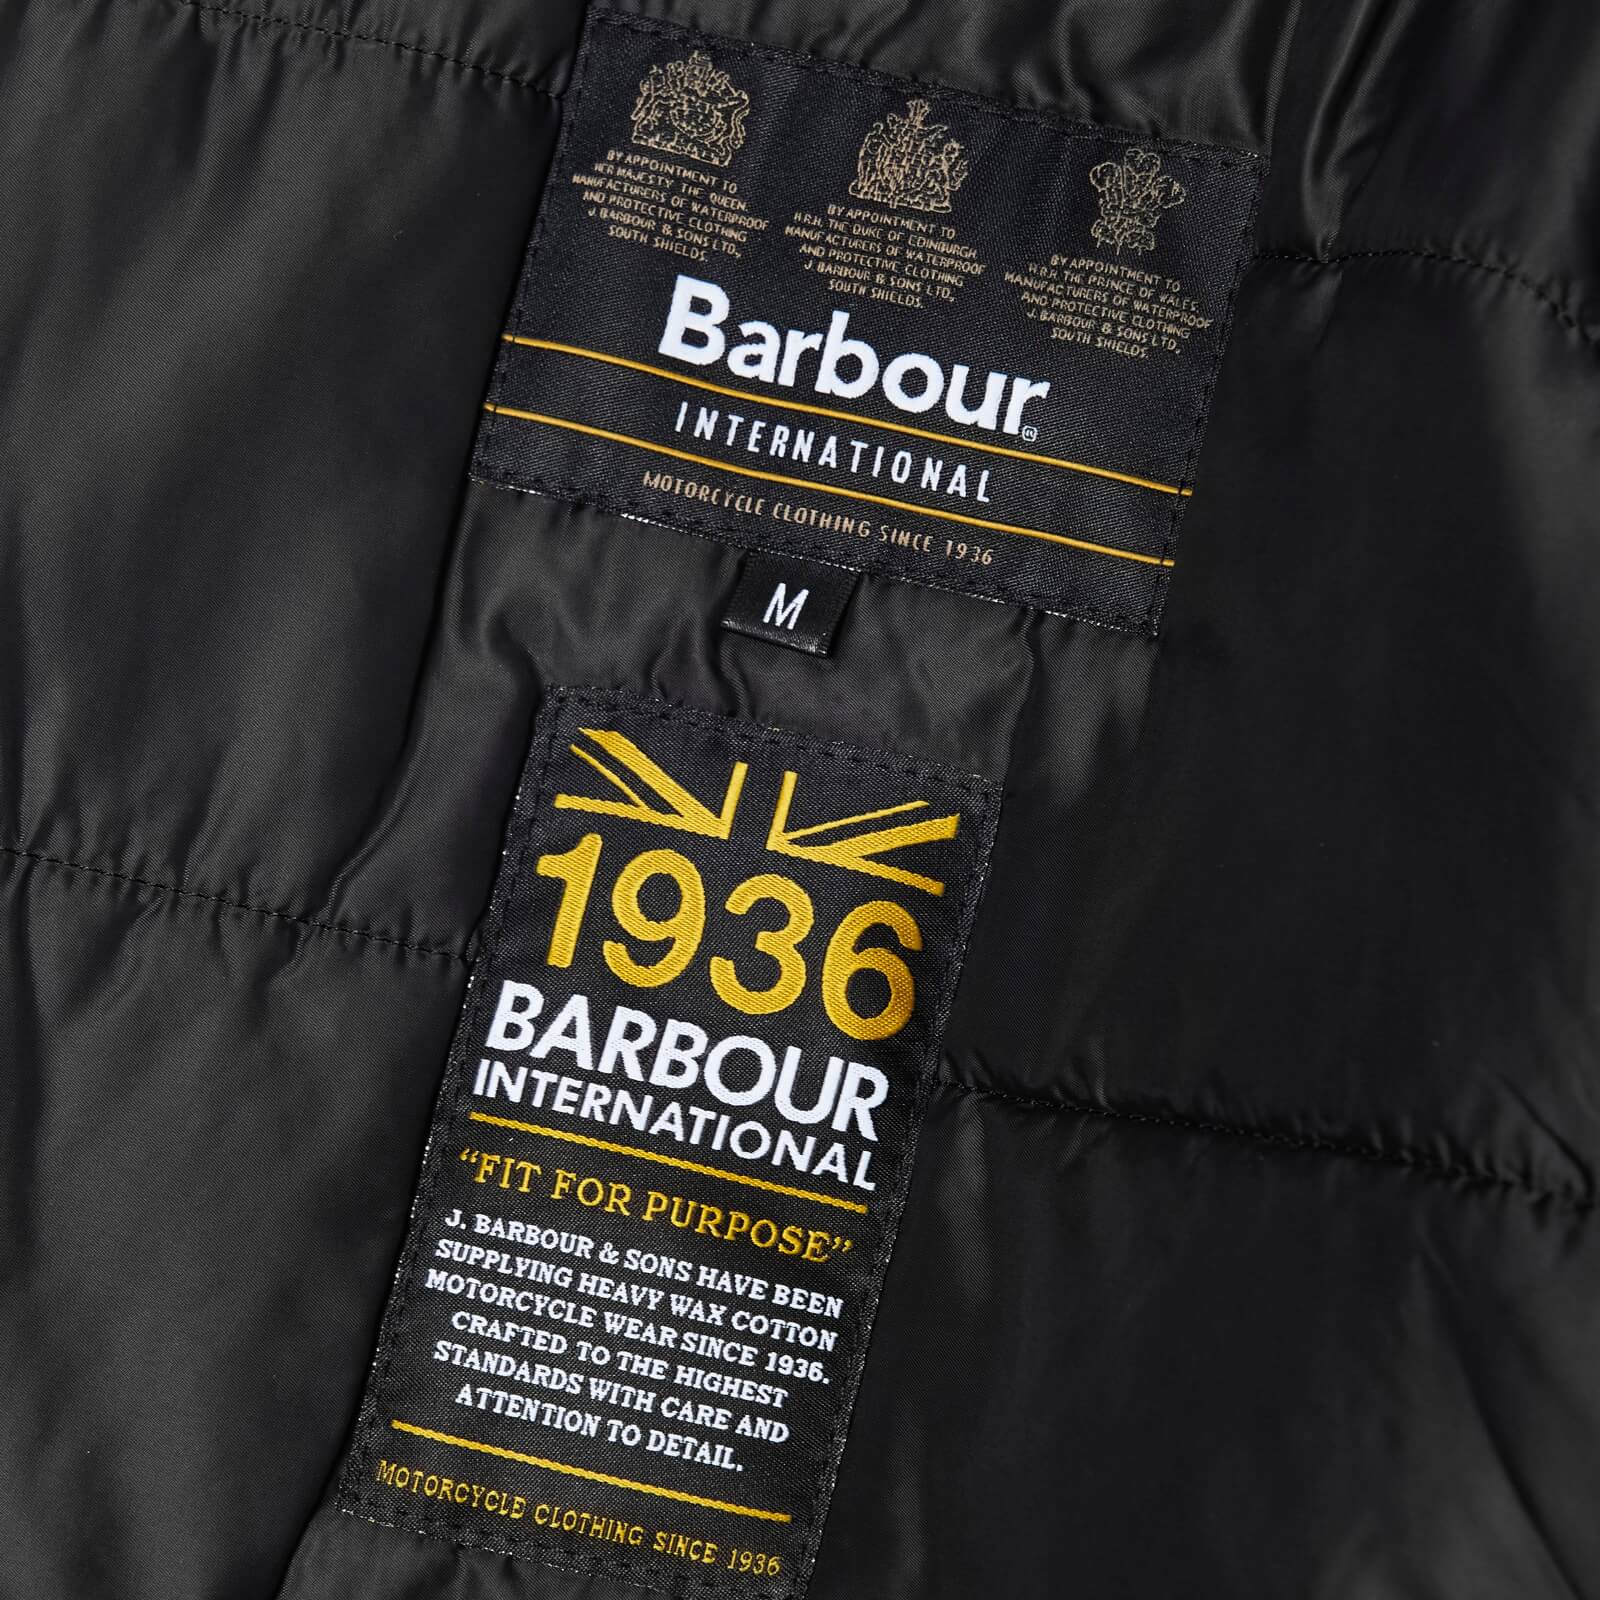 BY APPOINTMENT TO
HER MAJESTY THE QUEEN
MANUFACTURERS OF WATERPROOF
AND PROTECTIVE CLOTHING
J. BARBOUR & SONS LTD,
SOUTH SHIELDS.
BY APPOINTMENT TO
H.R.H. THE DUKE OF EDINBURGH
MANUFACTURERS OF WATERPROOF
AND PROTECTIVE CLOTHING
J. BARBOUR & SONS LTD,
SOUTH SHIELDS.
BY APPOINTMENT TO
H.R.H. THE PRINCE OF WALES
MANUFACTURERS OF WATERPROOF
AND PROTECTIVE CLOTHING
J. BARBOUR & SONS LTD,
SOUTH SHIELDS.
Barbour®
INTERNATIONAL
MOTORCYCLE CLOTHING SINCE 1936
M
1936
BARBOUR
INTERNATIONAL
“FIT FOR PURPOSE”
J. BARBOUR & SONS HAVE BEEN
SUPPLYING HEAVY WAX COTTON
MOTORCYCLE WEAR SINCE 1936.
CRAFTED TO THE HIGHEST
STANDARDS WITH CARE AND
ATTENTION TO DETAIL.
MOTORCYCLE CLOTHING SINCE 1936